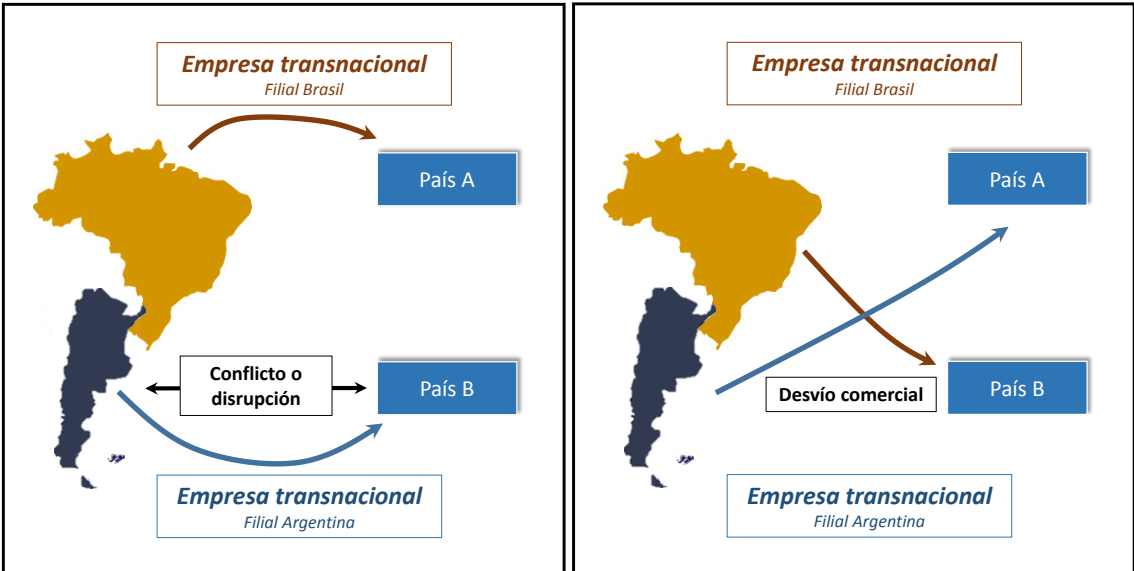 Empresa transnacional
Filial Brasil
País A
Conflicto o
disrupción
País B
Empresa transnacional
Filial Argentina
Empresa transnacional
Filial Brasil
País A
Desvío comercial
País B
Empresa transnacional
Filial Argentina